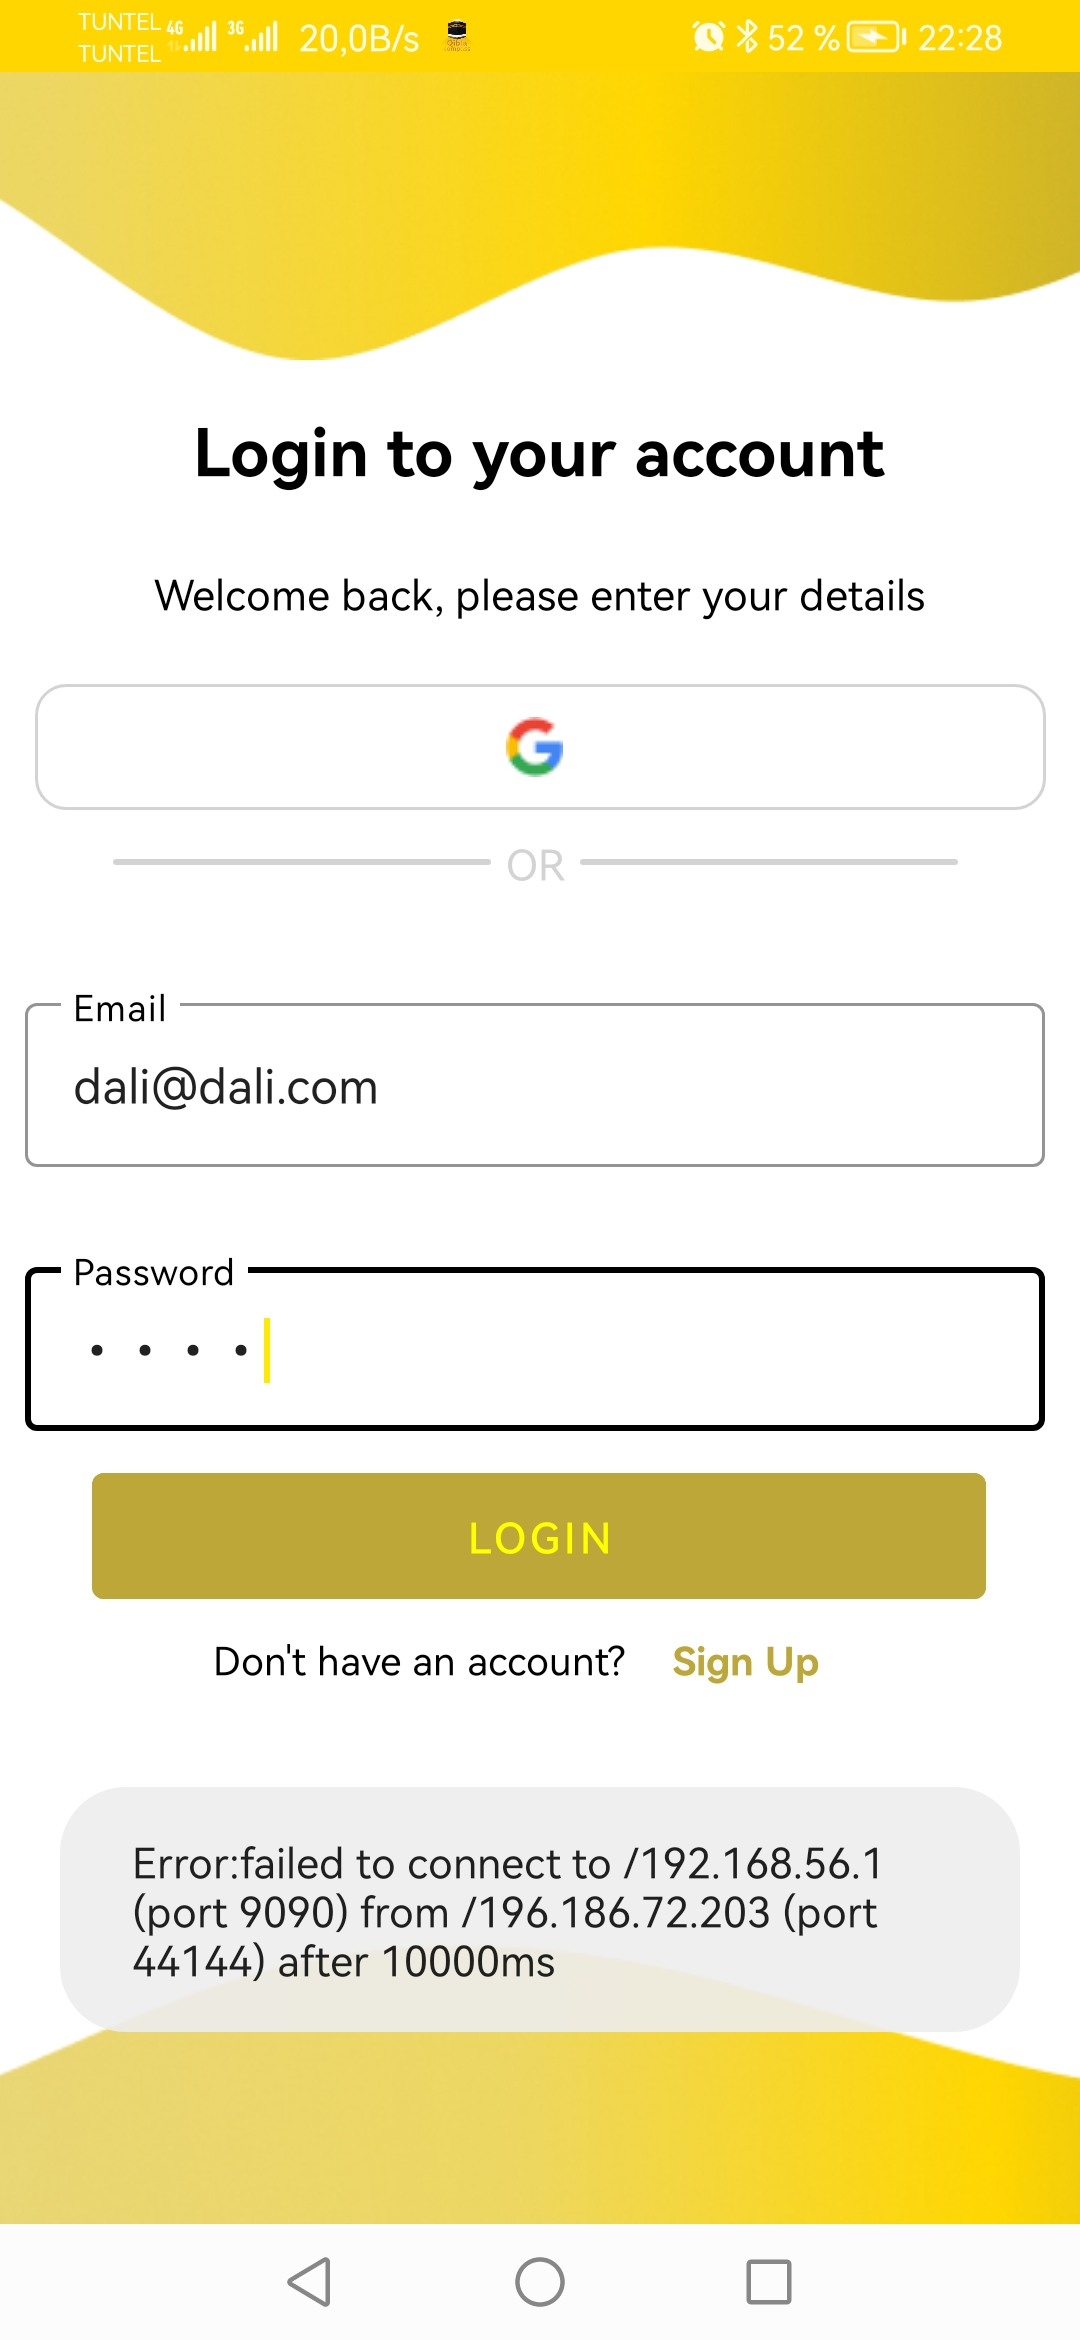 TUNTEL 4G 3G 20,0B/s 52 % 22:28
TUNTEL
Login to your account
Welcome back, please enter your details
OR
Email
dali@dali.com
Password
LOGIN
Don't have an account? Sign Up
Error:failed to connect to /192.168.56.1
(port 9090) from /196.186.72.203 (port
44144) after 10000ms